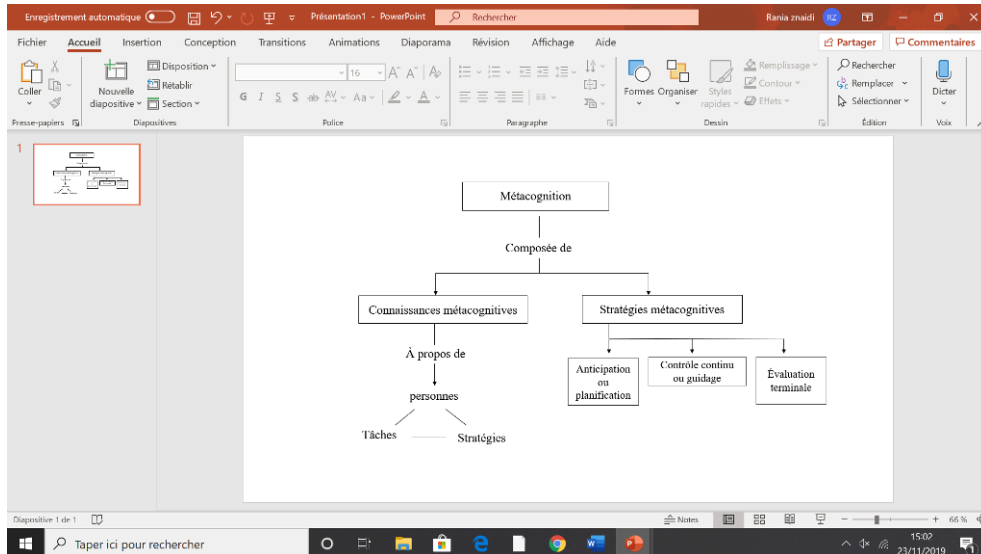 Enregistrement automatique
Présentation1 - PowerPoint
Rechercher
Rania znaidi
RZ
Fichier Accueil Insertion Conception Transitions Animations Diaporama Révision Affichage Aide
Partager
Commentaires
Coller
Nouvelle
diapositive
Disposition
Rétablir
Section
16
G I S S ab AV Aa A
Formes Organiser Styles
rapides
Remplissage
Contour
Effets
Rechercher
Remplacer
Sélectionner
Dicter
Presse-papiers Diapositives Police Paragraphe Dessin Édition Voix
1
Métacognition
Composée de
Connaissances métacognitives
Stratégies métacognitives
À propos de
personnes
Tâches
Stratégies
Anticipation
ou
planification
Contrôle continu
ou guidage
Évaluation
terminale
Diapositive 1 de 1
Notes
66 %
Taper ici pour rechercher
15:02
23/11/2019